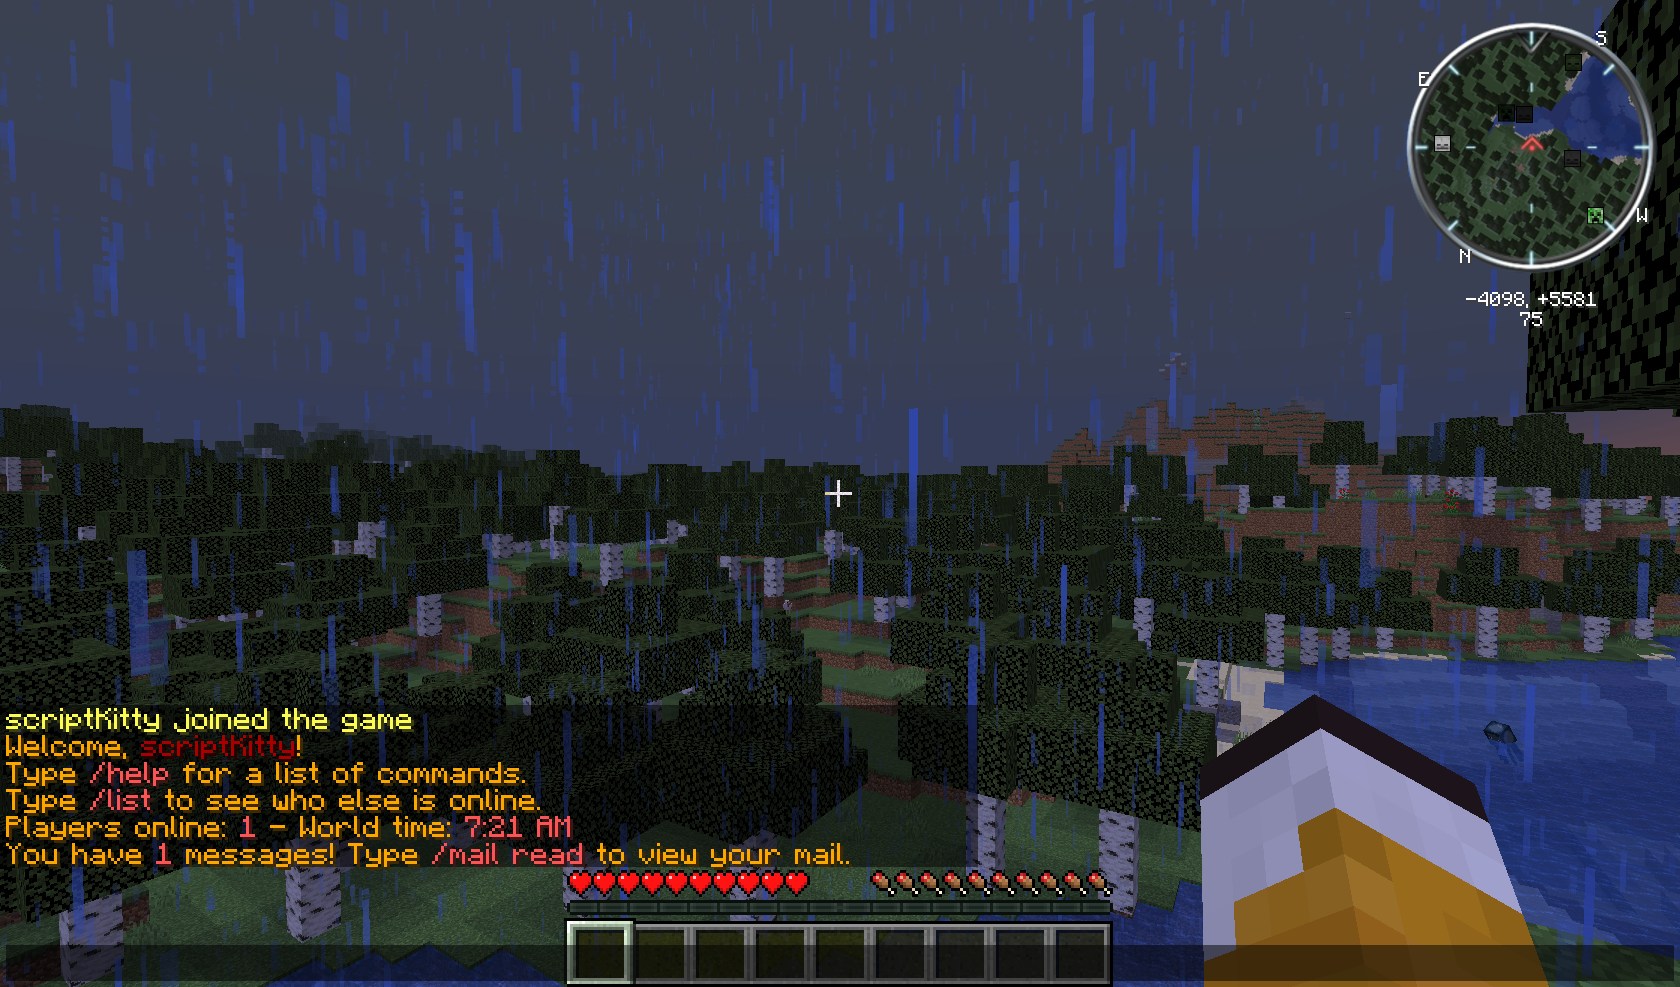 S
E
W
N
-4098, +5581
75
scriptKitty joined the game
Welcome, scriptKitty!
Type /help for a list of commands.
Type /list to see who else is online.
Players online: 1 - World time: 7:21 AM
You have 1 messages! Type /mail read to view your mail.